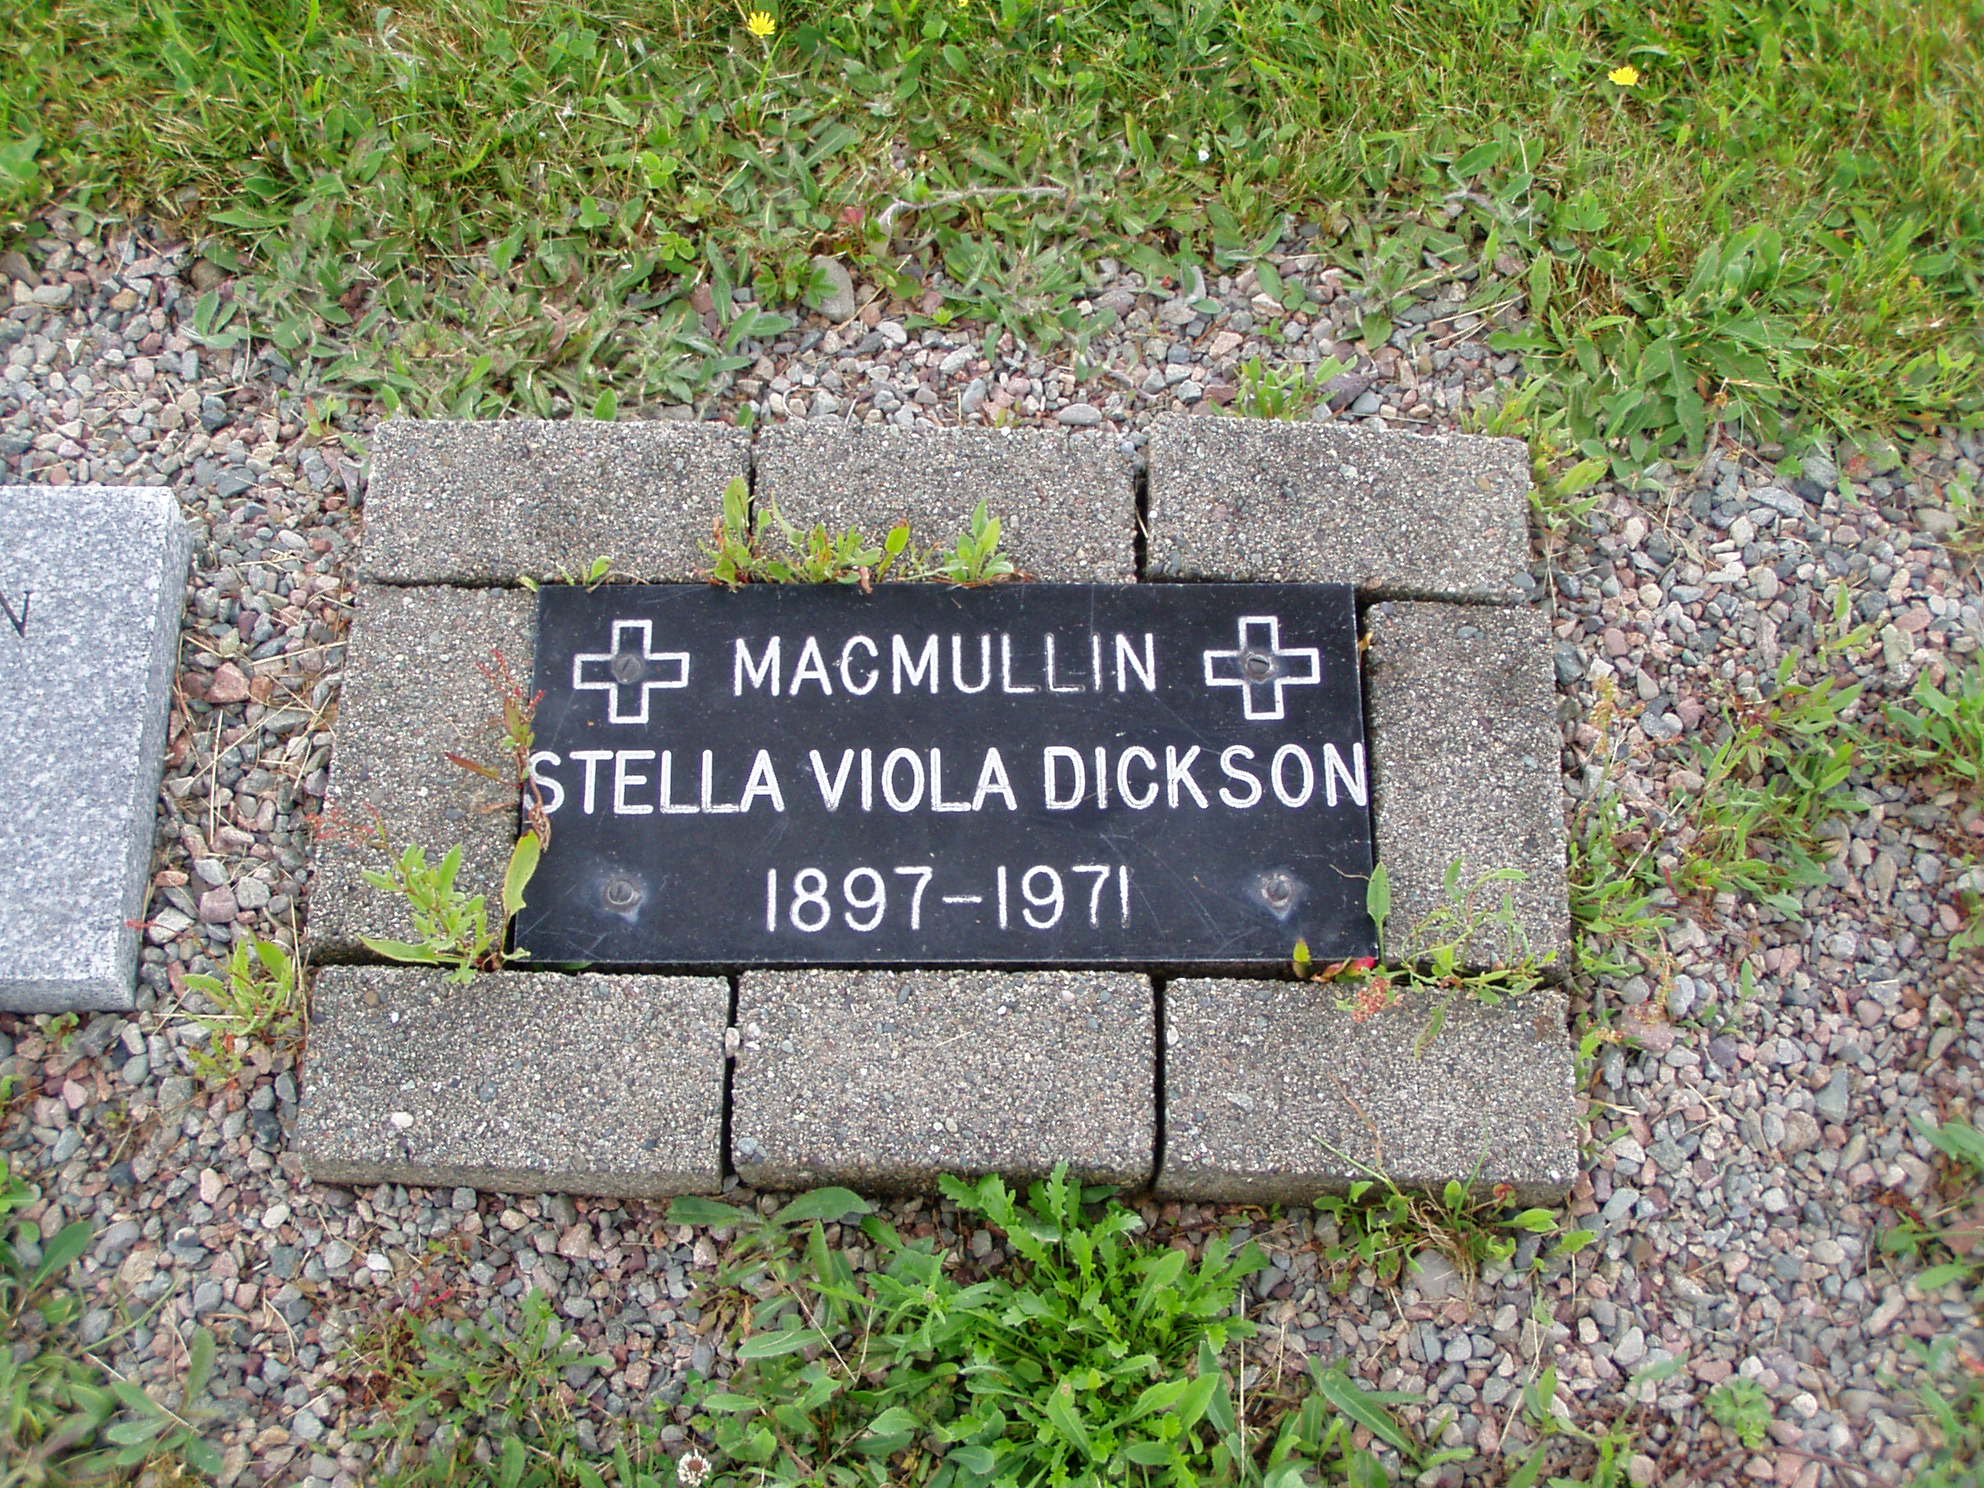 MACMULLIN
STELLA VIOLA DICKSON
1897-1971